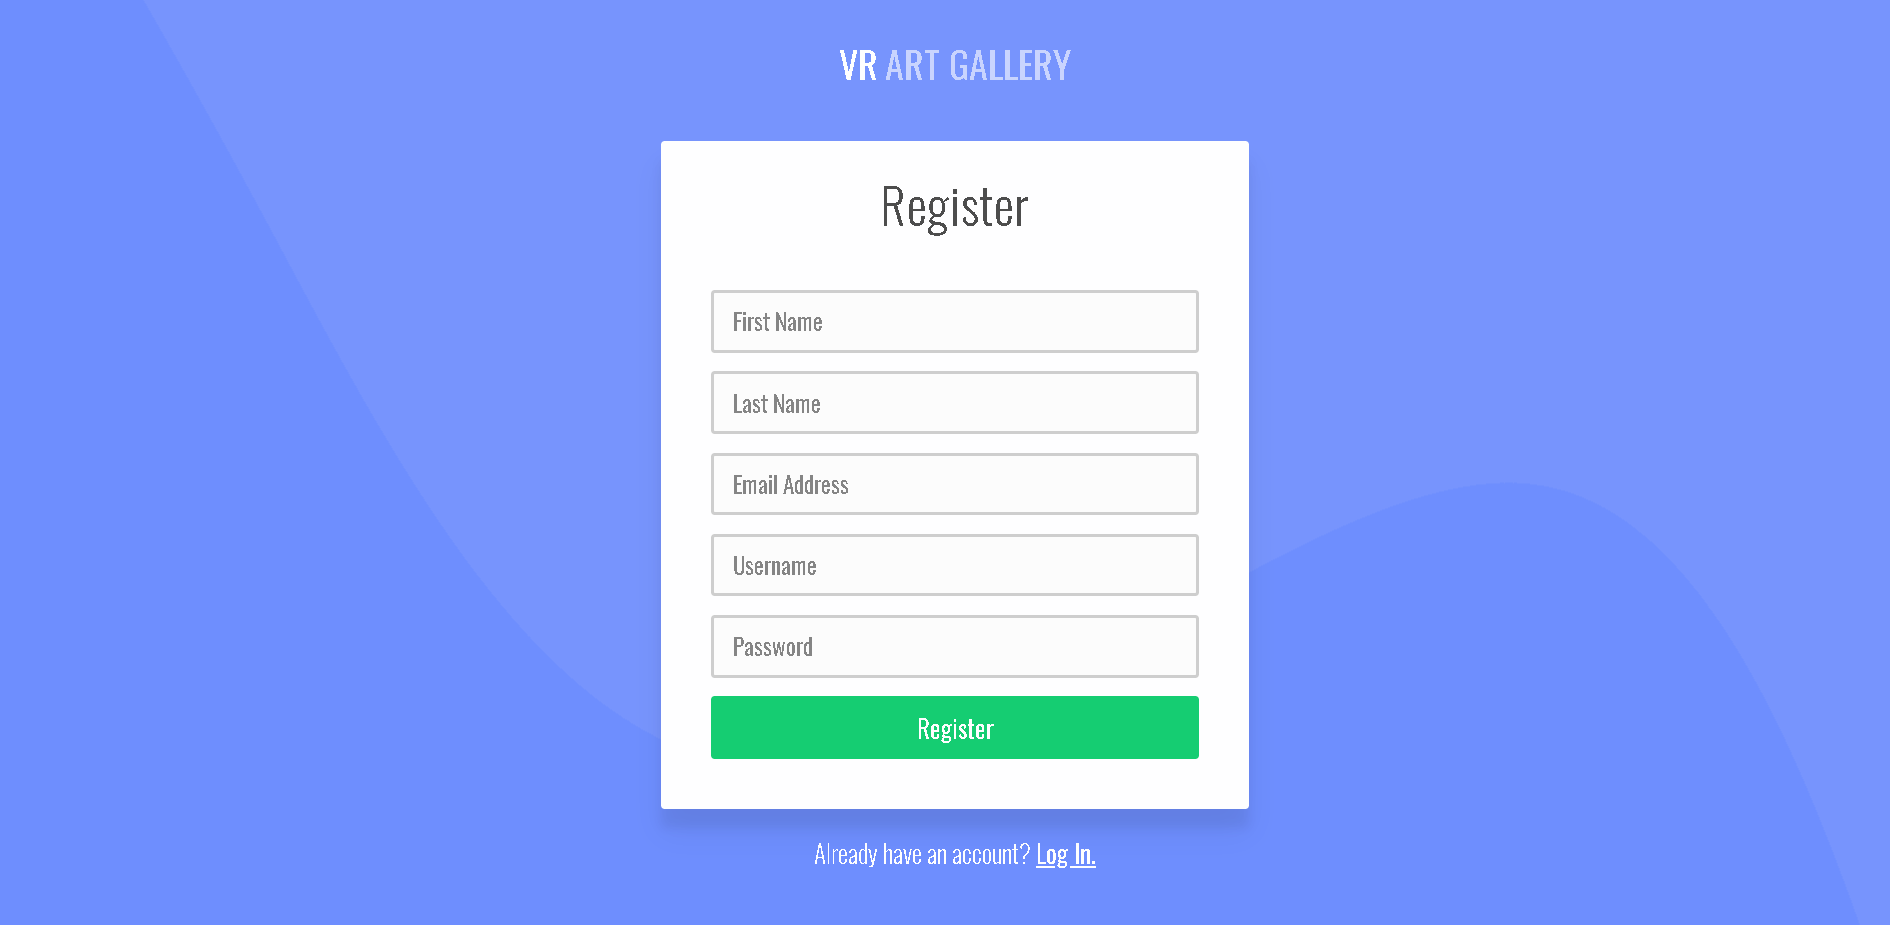 VR ART GALLERY
Register
First Name
Last Name
Email Address
Username
Password
Register
Already have an account? Log In.